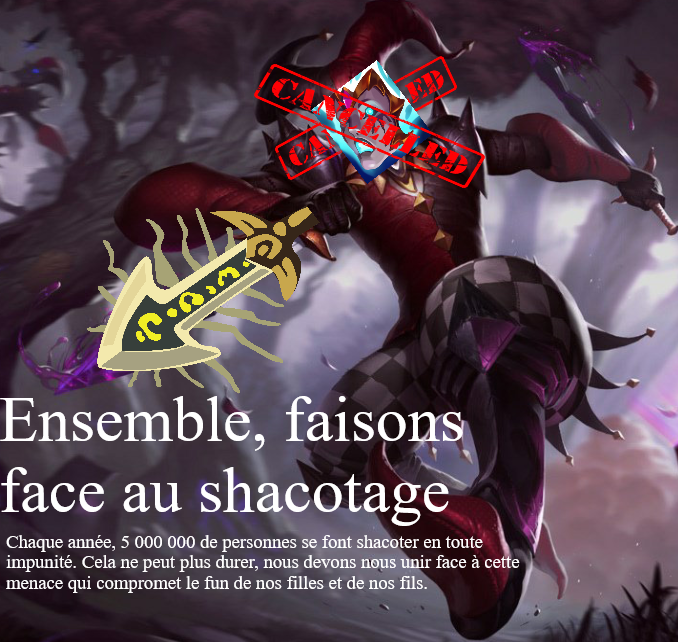 CANCELLED
CANCELLED
Ensemble, faisons
face au shacotage
Chaque année, 5 000 000 de personnes se font shacoter en toute
impunité. Cela ne peut plus durer, nous devons nous unir face à cette
menace qui compromet le fun de nos filles et de nos fils.